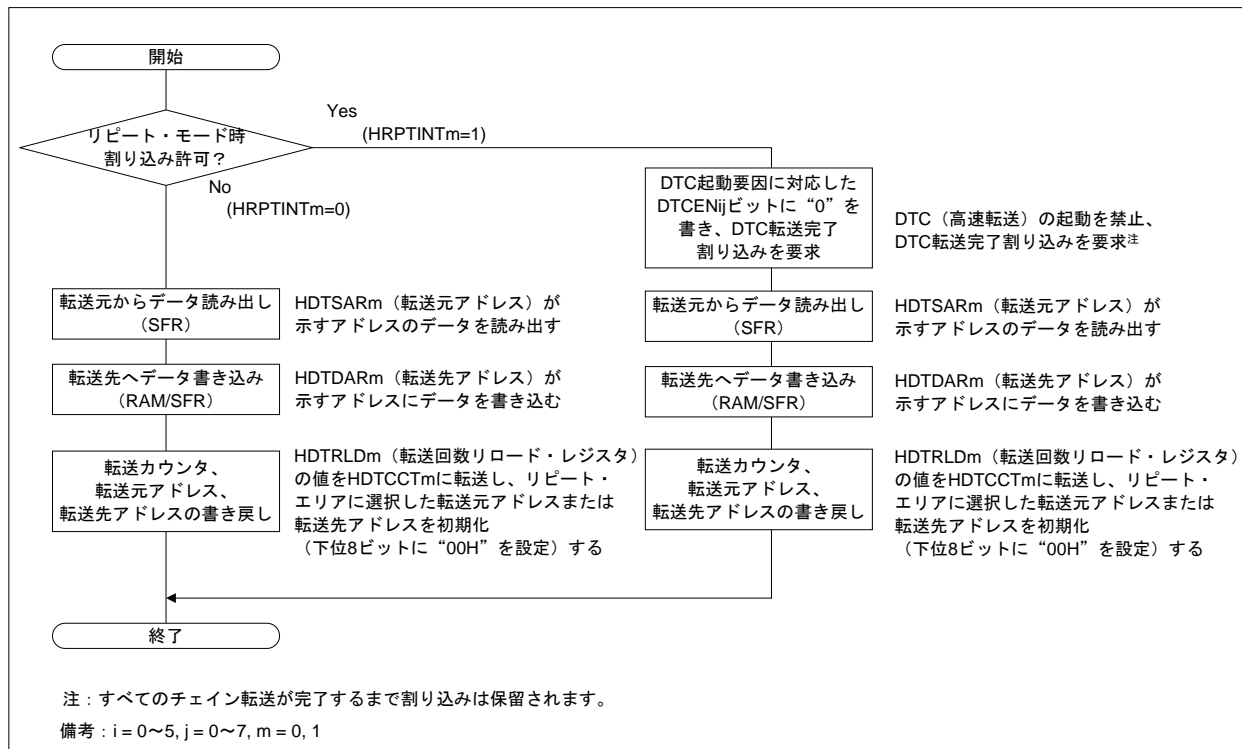 開始
リピート・モード時
割り込み許可？
Yes
(HRPTINTm=1)
No
(HRPTINTm=0)
DTC起動要因に対応した
DTCENijビットに“0”を
書き、DTC転送完了
割り込みを要求
DTC（高速転送）の起動を禁止、
DTC転送完了割り込みを要求注
転送元からデータ読み出し
（SFR）
HDTSARm（転送元アドレス）が
示すアドレスのデータを読み出す
転送元からデータ読み出し
（SFR）
HDTSARm（転送元アドレス）が
示すアドレスのデータを読み出す
転送先へデータ書き込み
（RAM/SFR）
HDTDARm（転送先アドレス）が
示すアドレスにデータを書き込む
転送先へデータ書き込み
（RAM/SFR）
HDTDARm（転送先アドレス）が
示すアドレスにデータを書き込む
転送カウンタ、
転送元アドレス、
転送先アドレスの書き戻し
HDTRLDm（転送回数リロード・レジスタ）
の値をHDTCCTmに転送し、リピート・
エリアに選択した転送元アドレスまたは
転送先アドレスを初期化
（下位8ビットに“00H”を設定）する
転送カウンタ、
転送元アドレス、
転送先アドレスの書き戻し
HDTRLDm（転送回数リロード・レジスタ）
の値をHDTCCTmに転送し、リピート・
エリアに選択した転送元アドレスまたは
転送先アドレスを初期化
（下位8ビットに“00H”を設定）する
終了
注：すべてのチェイン転送が完了するまで割り込みは保留されます。
備考：i = 0～5, j = 0～7, m = 0, 1